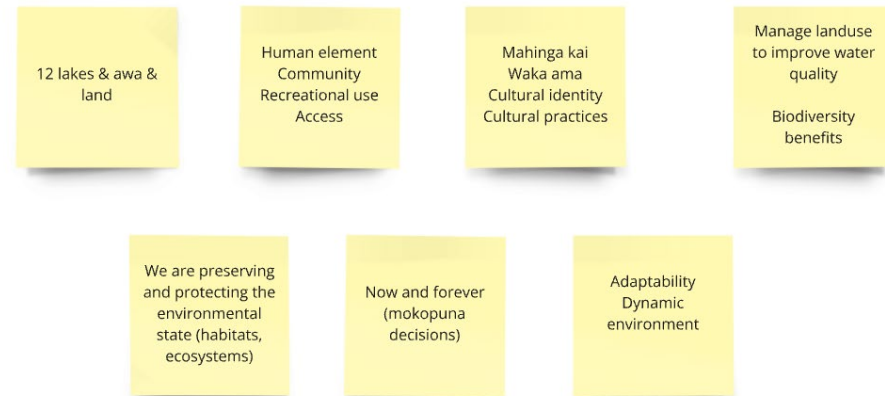 12 lakes & awa &
land
Human element
Community
Recreational use
Access
Mahinga kai
Waka ama
Cultural identity
Cultural practices
Manage landuse
to improve water
quality
Biodiversity
benefits
We are preserving
and protecting the
environmental
state (habitats,
ecosystems)
Now and forever
(mokopuna
decisions)
Adaptability
Dynamic
environment